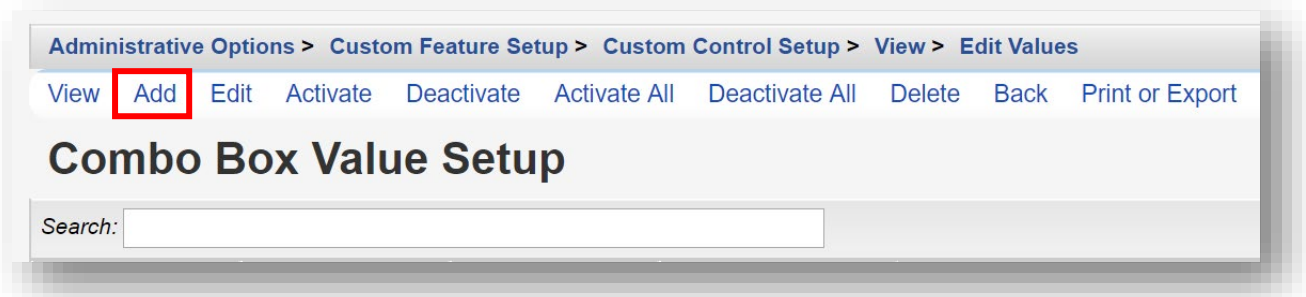 Administrative Options > Custom Feature Setup > Custom Control Setup > View > Edit Values
View Add Edit Activate Deactivate Activate All Deactivate All Delete Back Print or Export
Combo Box Value Setup
Search: